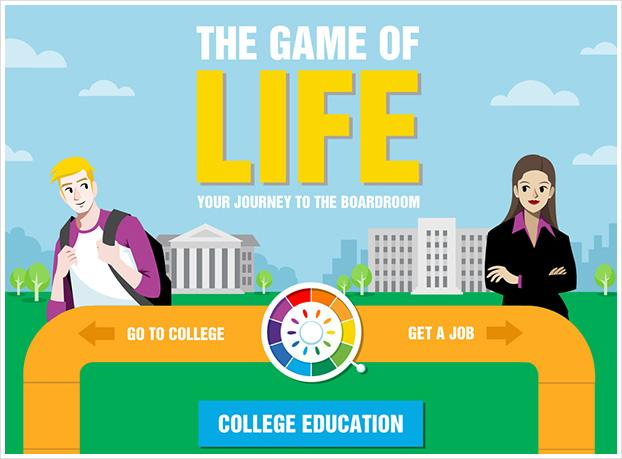 THE GAME OF
LIFE
YOUR JOURNEY TO THE BOARDROOM
GO TO COLLEGE
GET A JOB
COLLEGE EDUCATION